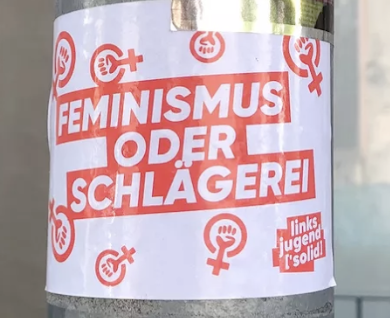 FEMINISMUS
ODER
SCHLÄGEREI
links
jugend
['solid]